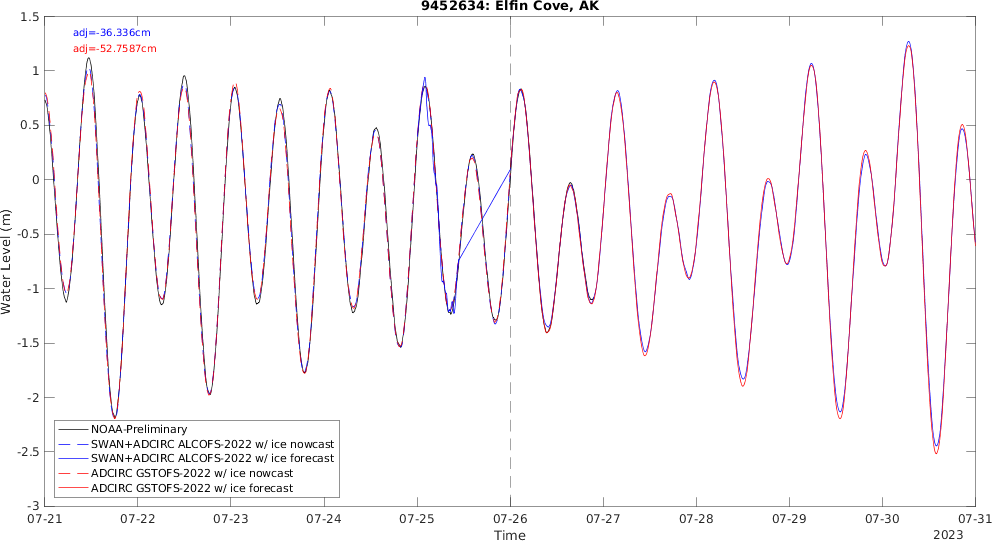 9452634: Elfin Cove, AK
adj=-36.336cm
adj=-52.7587cm
1.5
1
0.5
0
-0.5
-1
-1.5
-2
-2.5
-3
Water Level (m)
NOAA-Preliminary
SWAN+ADCIRC ALCOFS-2022 w/ ice nowcast
SWAN+ADCIRC ALCOFS-2022 w/ ice forecast
ADCIRC GSTOFS-2022 w/ ice nowcast
ADCIRC GSTOFS-2022 w/ ice forecast
07-21 07-22 07-23 07-24 07-25 07-26 07-27 07-28 07-29 07-30 07-31
Time
2023